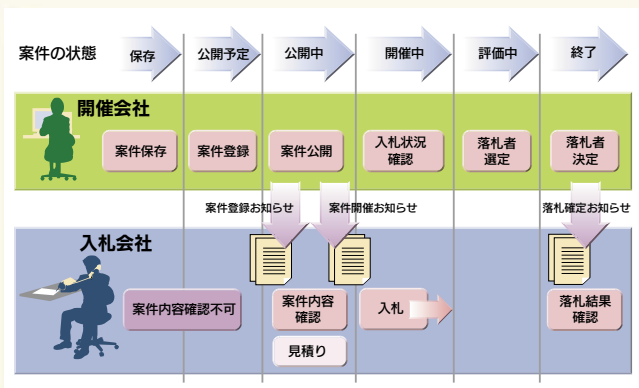 案件の状態
保存
公開予定
公開中
開催中
評価中
終了
開催会社
案件保存
案件登録
案件公開
入札状況
確認
落札者
選定
落札者
決定
案件登録お知らせ
案件開催お知らせ
落札確定お知らせ
入札会社
案件内容確認不可
案件内容
確認
見積り
入札
落札結果
確認